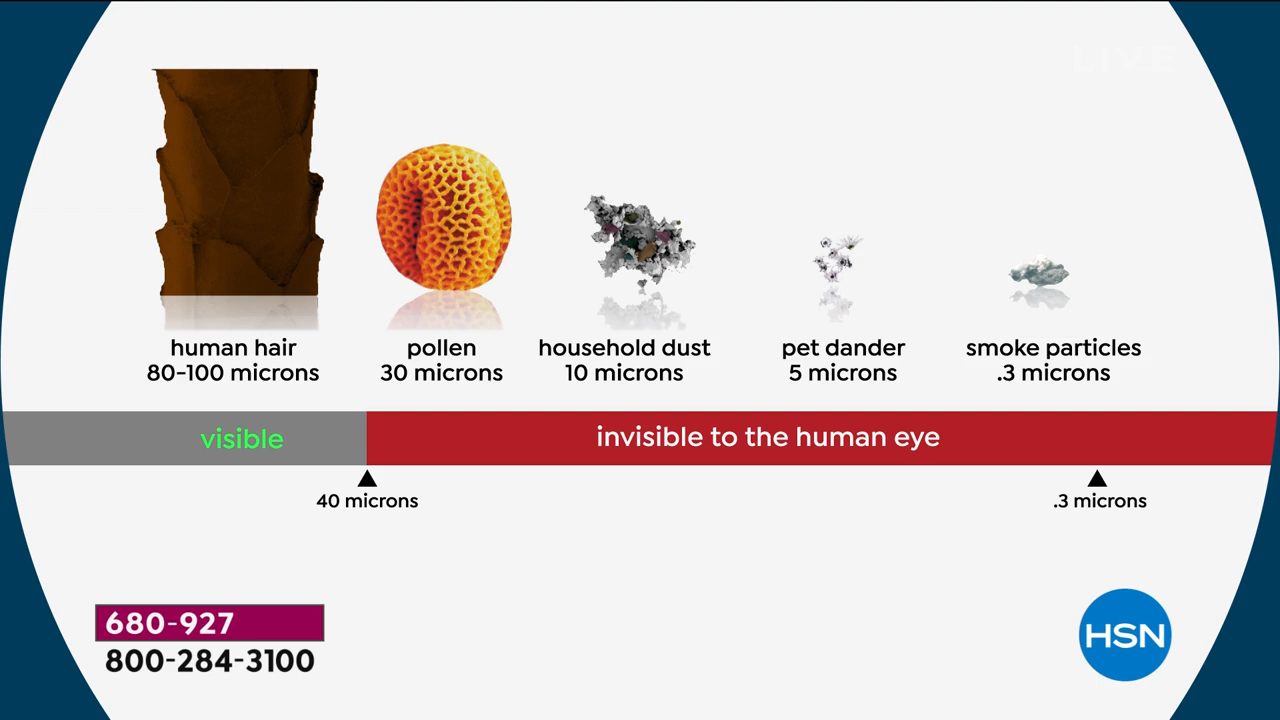 LIVE
human hair
80-100 microns
pollen
30 microns
household dust
10 microns
pet dander
5 microns
smoke particles
.3 microns
visible
invisible to the human eye
40 microns
.3 microns
680-927
800-284-3100
HSN